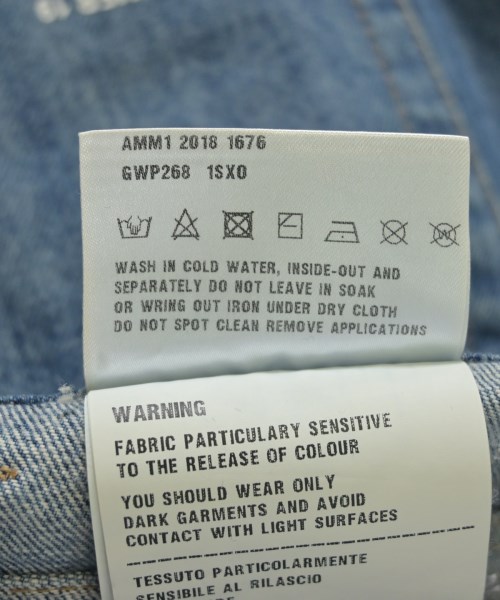 AMM1 2018 1676
GWP268 1SX0
WASH IN COLD WATER, INSIDE-OUT AND
SEPARATELY DO NOT LEAVE IN SOAK
OR WRING OUT IRON UNDER DRY CLOTH
DO NOT SPOT CLEAN REMOVE APPLICATIONS
WARNING
FABRIC PARTICULARY SENSITIVE
TO THE RELEASE OF COLOUR
YOU SHOULD WEAR ONLY
DARK GARMENTS AND AVOID
CONTACT WITH LIGHT SURFACES
TESSUTO PARTICOLARMENTE
SENSIBILE AL RILASCIO